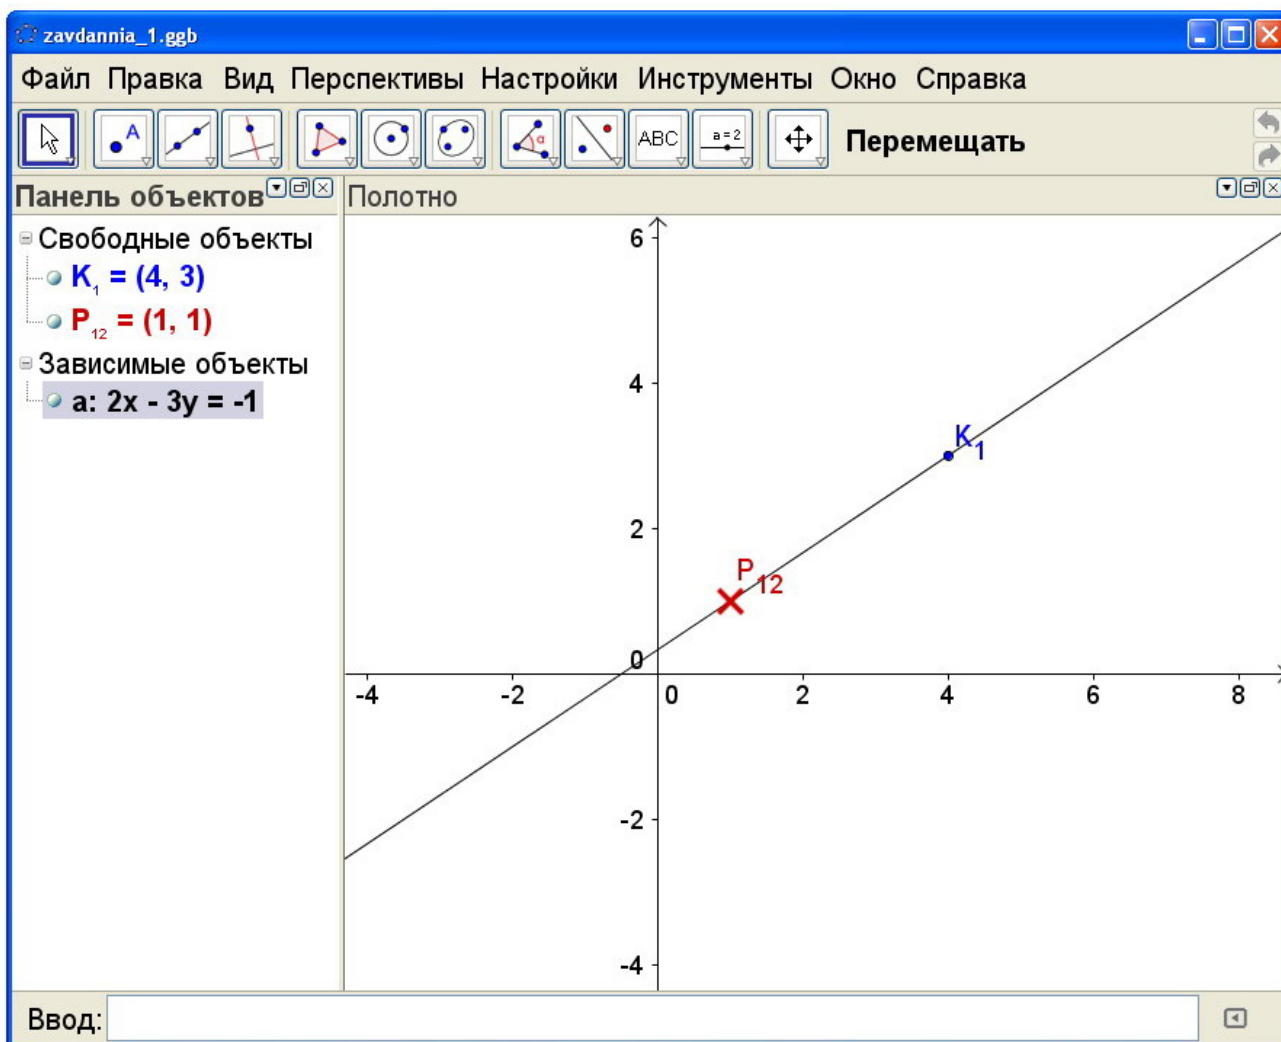 zavdannia_1.ggb
Файл Правка Вид Перспективы Настройки Инструменты Окно Справка
A α ABC a=2 Перемещать
Панель объектов
Полотно
Свободные объекты
K₁ = (4, 3)
P₁₂ = (1, 1)
Зависимые объекты
a: 2x - 3y = -1
6
4
K₁
2
P₁₂
0
-4 -2 0 2 4 6 8
-2
-4
Ввод: